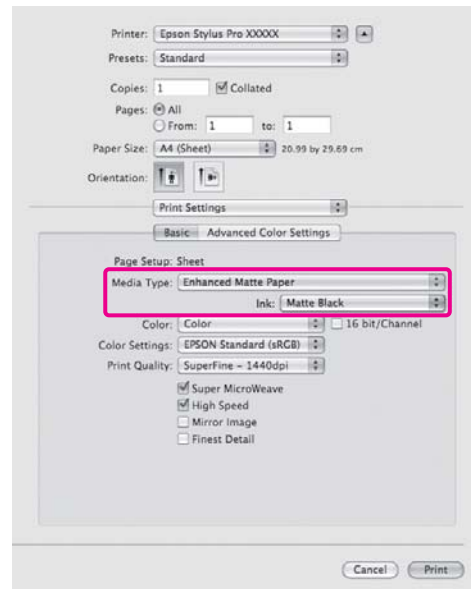 Printer: Epson Stylus Pro XXXXX
Presets: Standard
Copies: 1 Collated
Pages: All
From: 1 to: 1
Paper Size: A4 (Sheet) 20.99 by 29.69 cm
Orientation:
Print Settings
Basic Advanced Color Settings
Page Setup: Sheet
Media Type: Enhanced Matte Paper
Ink: Matte Black
Color: Color 16 bit/Channel
Color Settings: EPSON Standard (sRGB)
Print Quality: SuperFine - 1440dpi
Super MicroWeave
High Speed
Mirror Image
Finest Detail
Cancel Print